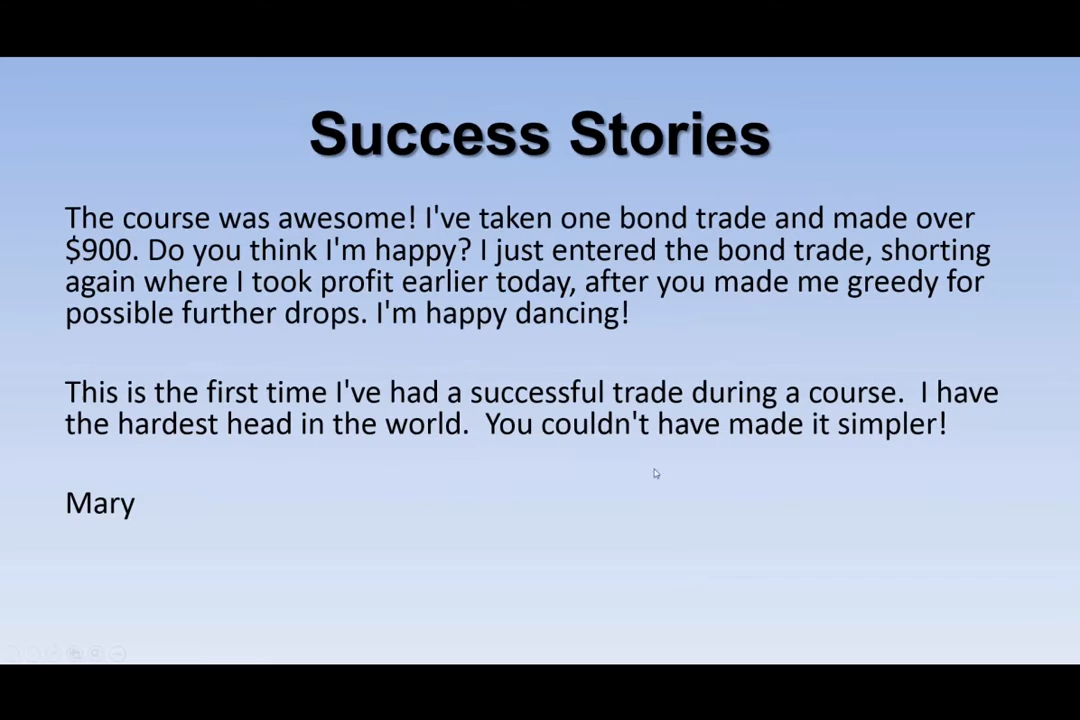 Success Stories
The course was awesome! I've taken one bond trade and made over
$900. Do you think I'm happy? I just entered the bond trade, shorting
again where I took profit earlier today, after you made me greedy for
possible further drops. I'm happy dancing!
This is the first time I've had a successful trade during a course.  I have
the hardest head in the world.  You couldn't have made it simpler!
Mary